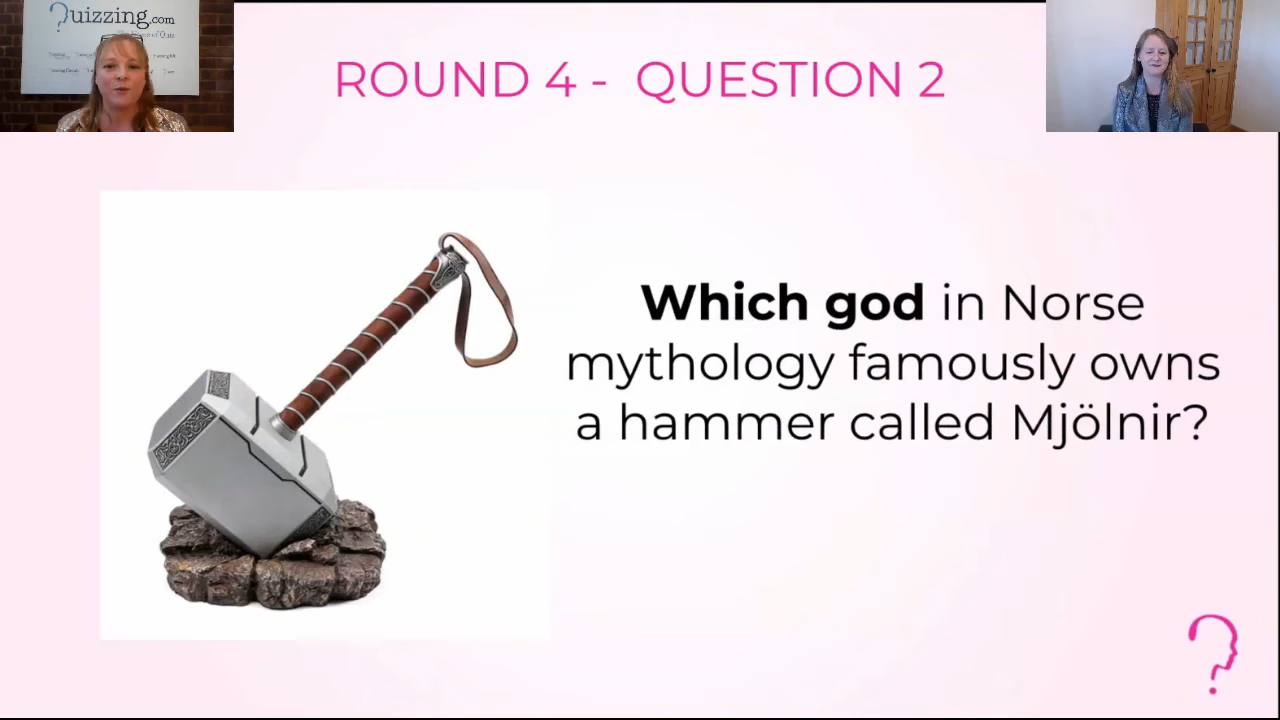 Quizzing.com
ROUND 4 - QUESTION 2
Which god in Norse
mythology famously owns
a hammer called Mjölnir?